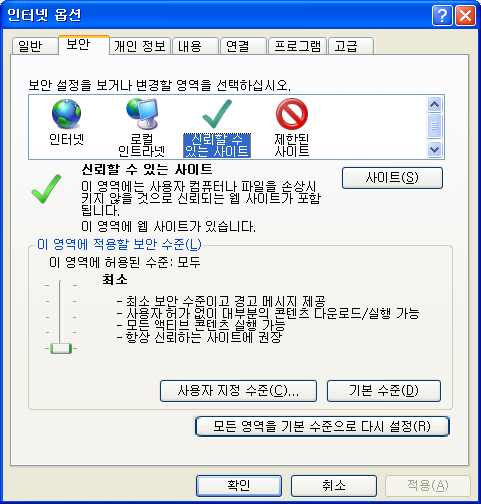 인터넷 옵션
일반 보안 개인 정보 내용 연결 프로그램 고급
보안 설정을 보거나 변경할 영역을 선택하십시오.
인터넷 로컬 인트라넷 신뢰할 수 있는 사이트 제한된 사이트
신뢰할 수 있는 사이트
사이트(S)
이 영역에는 사용자 컴퓨터나 파일을 손상시
키지 않을 것으로 신뢰되는 웹 사이트가 포함
됩니다.
이 영역에 웹 사이트가 있습니다.
이 영역에 적용할 보안 수준(L)
이 영역에 허용된 수준: 모두
최소
- 최소 보안 수준이고 경고 메시지 제공
- 사용자 허가 없이 대부분의 콘텐츠 다운로드/실행 가능
- 모든 액티브 콘텐츠 실행 가능
- 항상 신뢰하는 사이트에 권장
사용자 지정 수준(C)... 기본 수준(D)
모든 영역을 기본 수준으로 다시 설정(R)
확인 취소 적용(A)